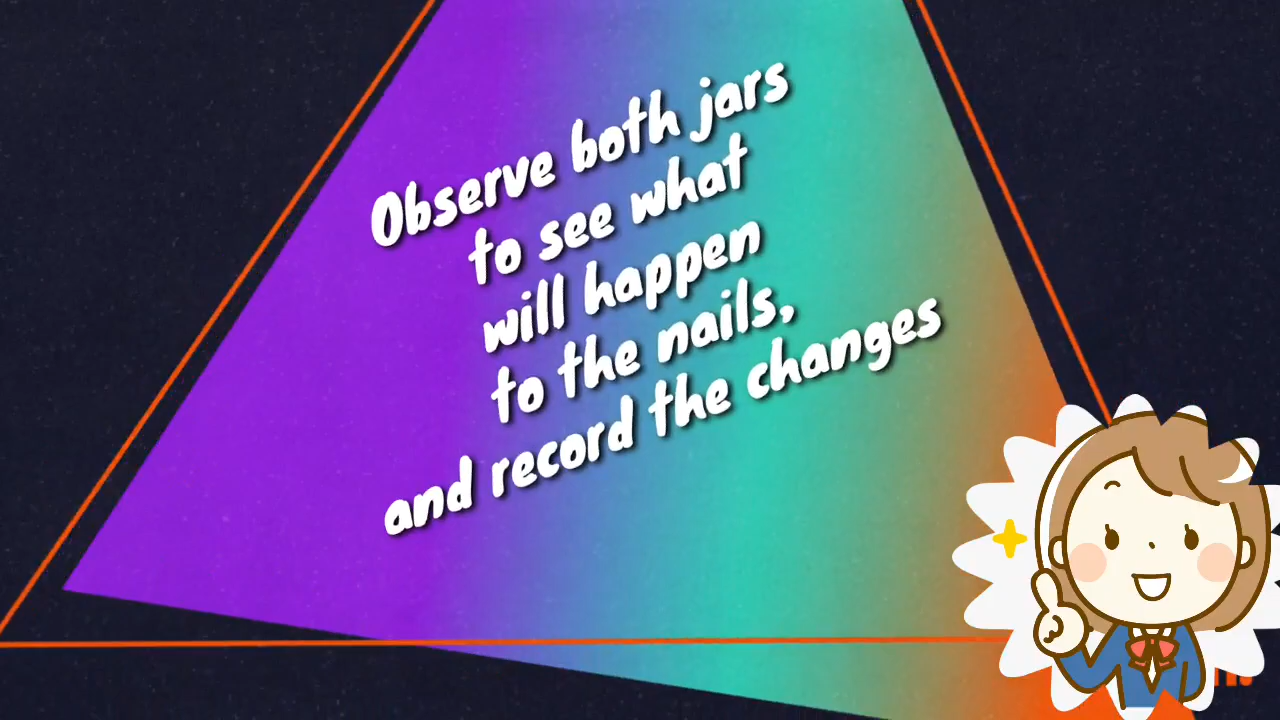 Observe both jars
to see what
will happen
to the nails,
and record the changes